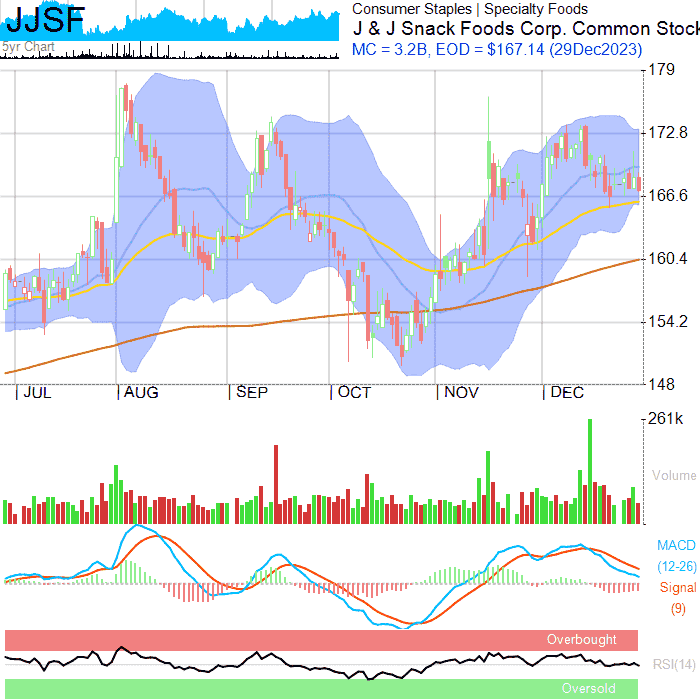 JJSF
5yr Chart
Consumer Staples | Specialty Foods
J & J Snack Foods Corp. Common Stock
MC = 3.2B, EOD = $167.14 (29Dec2023)
179
172.8
166.6
160.4
154.2
148
JUL
AUG
SEP
OCT
NOV
DEC
261k
Volume
MACD
(12-26)
Signal
(9)
Overbought
RSI(14)
Oversold